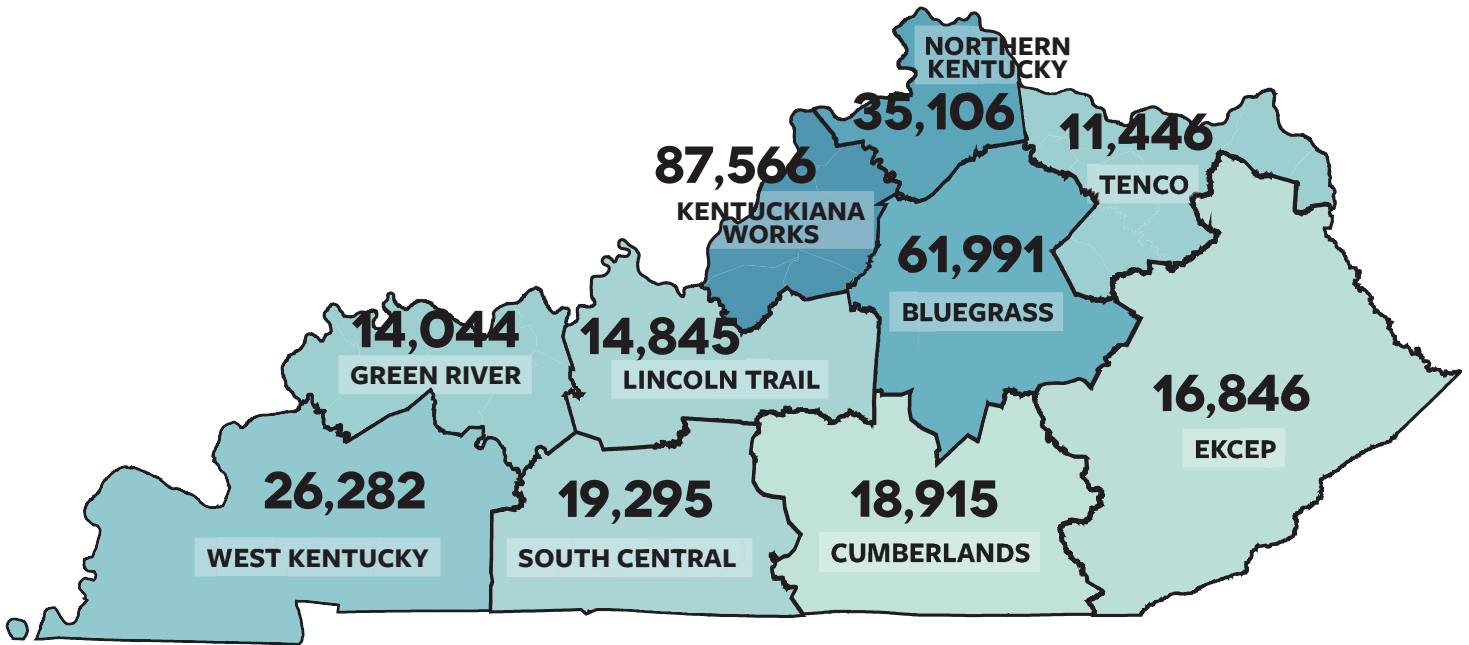 NORTHERN
KENTUCKY
35,106
11,446
TENCO
87,566
KENTUCKIANA
WORKS
61,991
BLUEGRASS
14,044
GREEN RIVER
14,845
LINCOLN TRAIL
16,846
EKCEP
26,282
WEST KENTUCKY
19,295
SOUTH CENTRAL
18,915
CUMBERLANDS